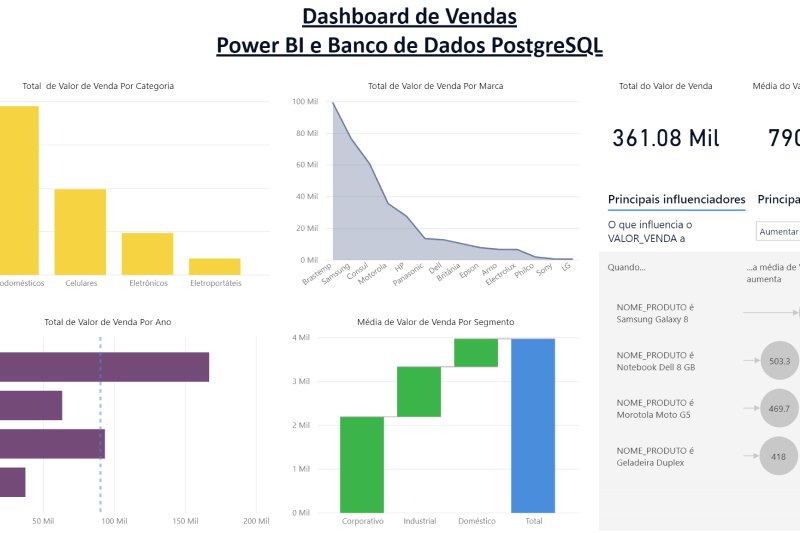 Dashboard de Vendas
Power BI e Banco de Dados PostgreSQL
Total de Valor de Venda Por Categoria
odomésticos
Celulares
Eletrônicos
Eletroportáteis
Total de Valor de Venda Por Marca
100 Mil
80 Mil
60 Mil
40 Mil
20 Mil
0 Mil
Brastemp
Samsung
Consul
Motorola
HP
Panasonic
Dell
Britânia
Epson
Arno
Electrolux
Philco
Sony
LG
Total do Valor de Venda
361.08 Mil
Média do Va
790
Principais influenciadores
Principa
O que influencia o
VALOR_VENDA a
Aumentar
Quando...
...a média de
aumenta
NOME_PRODUTO é
Samsung Galaxy 8
NOME_PRODUTO é
Notebook Dell 8 GB
503.3
NOME_PRODUTO é
Morotola Moto G5
469.7
NOME_PRODUTO é
Geladeira Duplex
418
Total de Valor de Venda Por Ano
50 Mil
100 Mil
150 Mil
200 Mil
Média de Valor de Venda Por Segmento
4 Mil
3 Mil
2 Mil
1 Mil
0 Mil
Corporativo
Industrial
Doméstico
Total